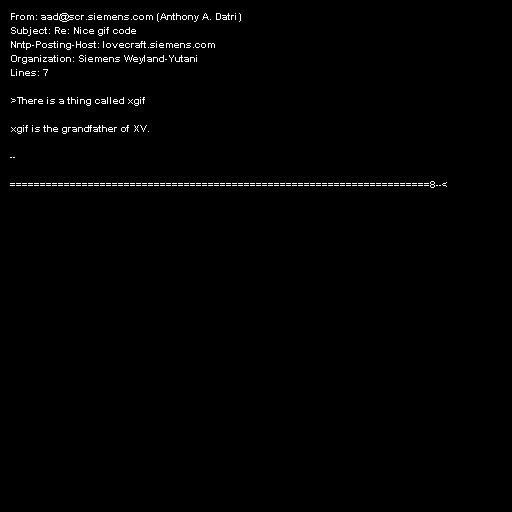 From: aad@scr.siemens.com (Anthony A. Datri)
Subject: Re: Nice gif code
Nntp-Posting-Host: lovecraft.siemens.com
Organization: Siemens Weyland-Yutani
Lines: 7
>There is a thing called xgif
xgif is the grandfather of XV.
--
======================================================================8--<